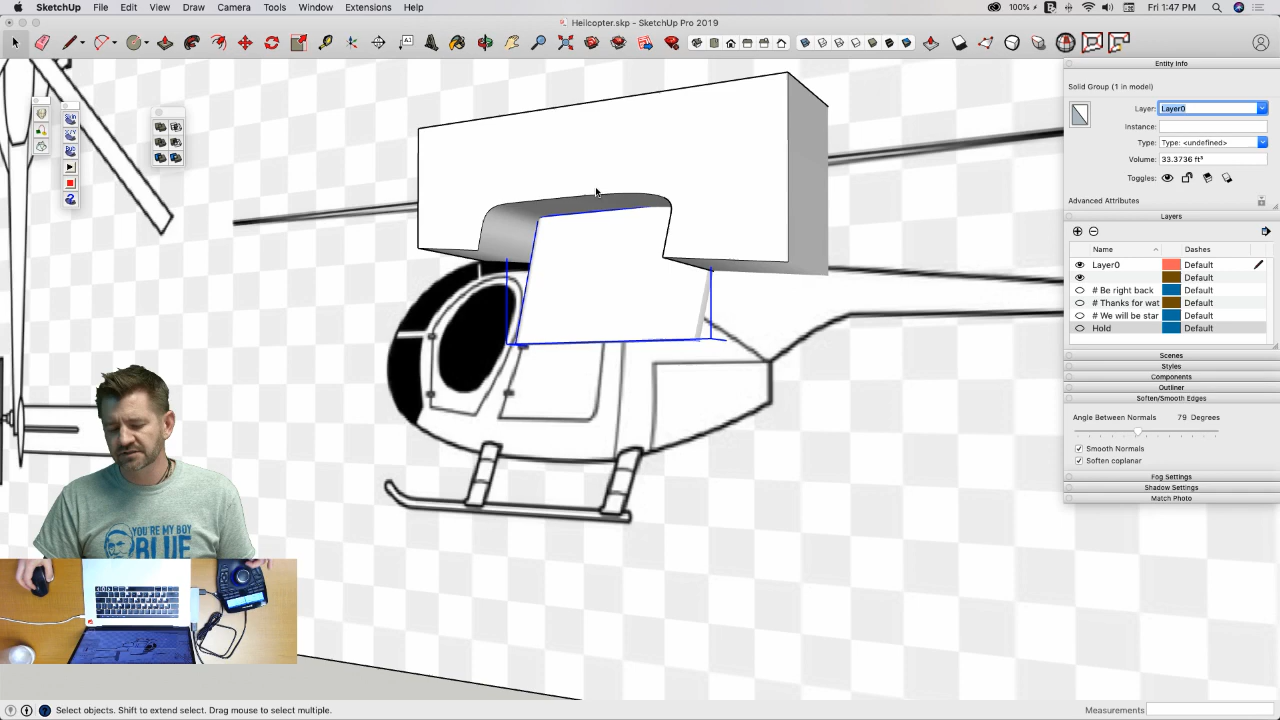 SketchUp File Edit View Draw Camera Tools Window Extensions Help
100% Fri 1:47 PM
Helicopter.skp - SketchUp Pro 2019
Entity Info
Solid Group (1 in model)
Layer: Layer0
Instance:
Type: Type: <undefined>
Volume: 33.3736 ft³
Toggles:
Advanced Attributes
Layers
Name Dashes
Layer0 Default
Default
# Be right back Default
# Thanks for wat Default
# We will be star Default
Hold Default
Scenes
Styles
Components
Outliner
Soften/Smooth Edges
Angle Between Normals 79 Degrees
Smooth Normals
Soften coplanar
Fog Settings
Shadow Settings
Match Photo
YOU'RE MY BOY
BLUE
Select objects. Shift to extend select. Drag mouse to select multiple.
Measurements